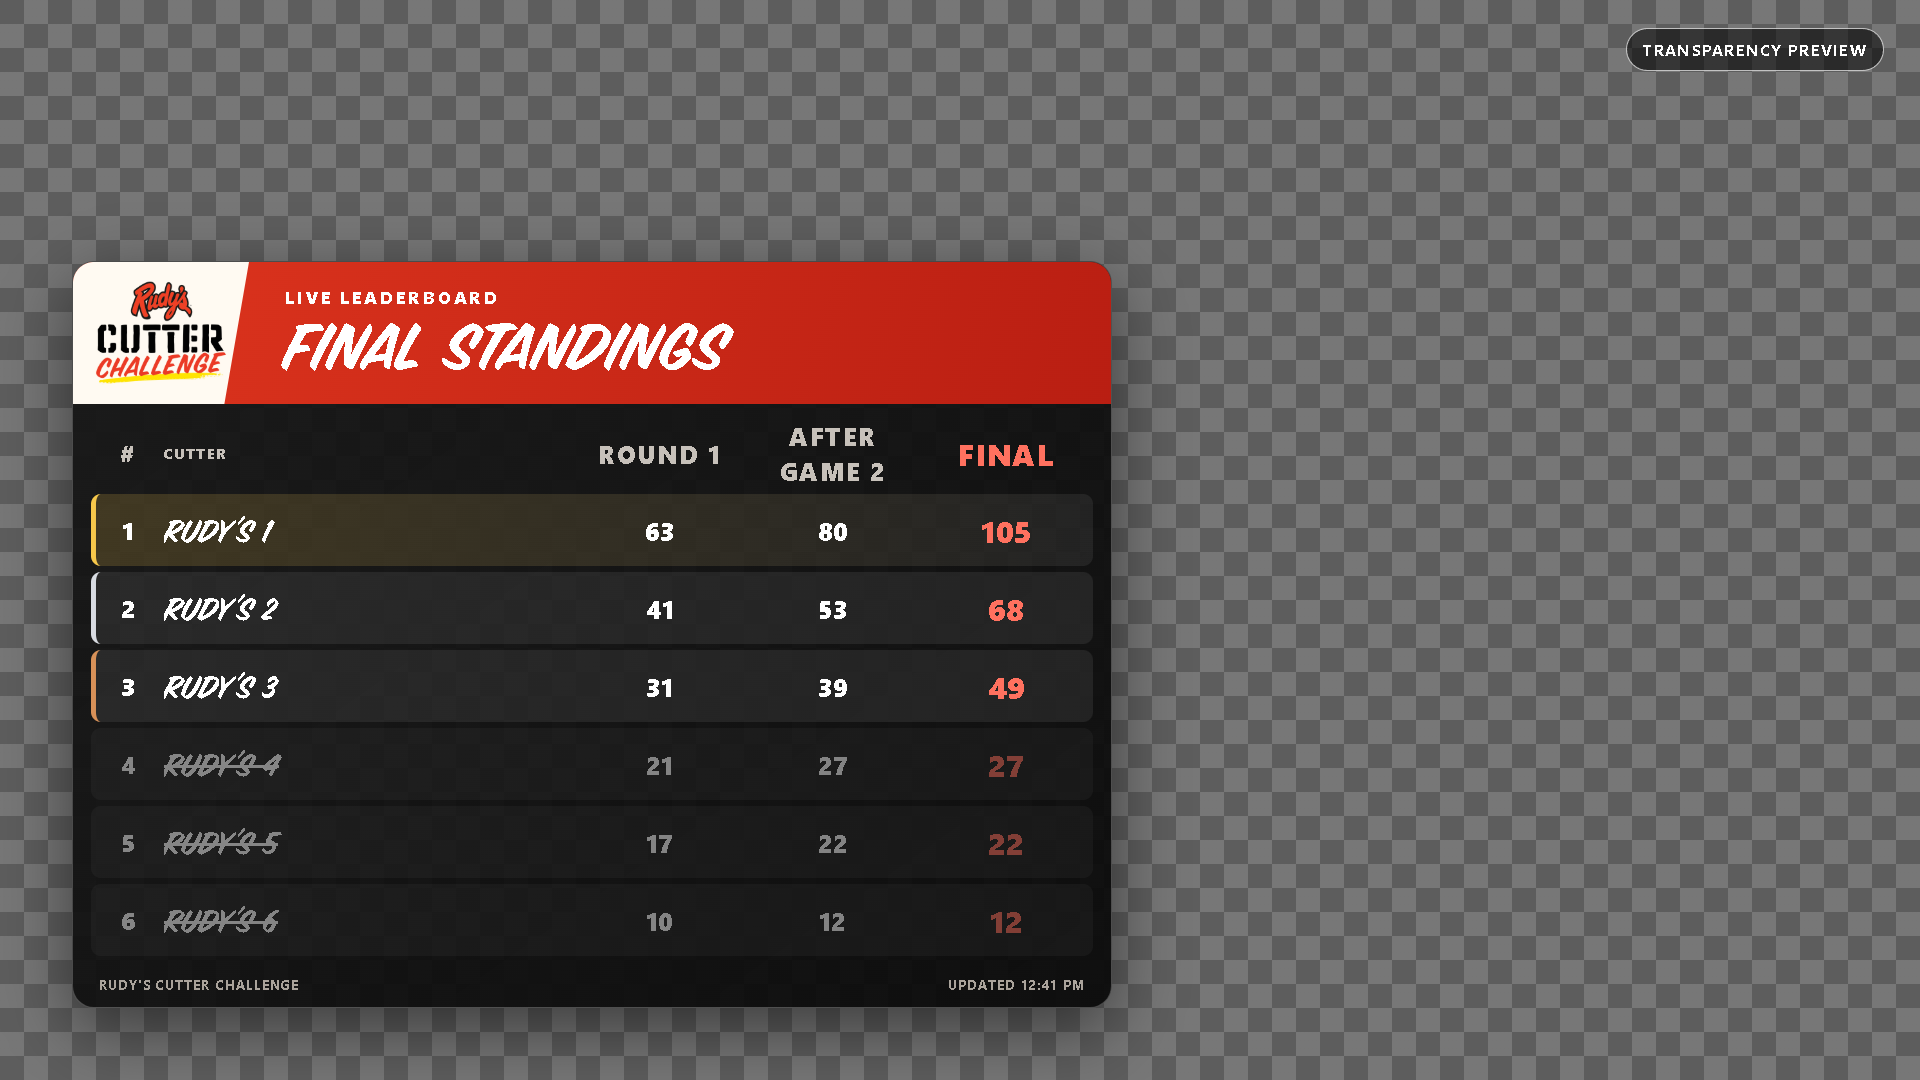 TRANSPARENCY PREVIEW
Rudy's
CUTTER
CHALLENGE
LIVE LEADERBOARD
FINAL STANDINGS
# CUTTER ROUND 1 AFTER GAME 2 FINAL
1 RUDY'S 1 63 80 105
2 RUDY'S 2 41 53 68
3 RUDY'S 3 31 39 49
4 RUDY'S 4 21 27 27
5 RUDY'S 5 17 22 22
6 RUDY'S 6 10 12 12
RUDY'S CUTTER CHALLENGE UPDATED 12:41 PM